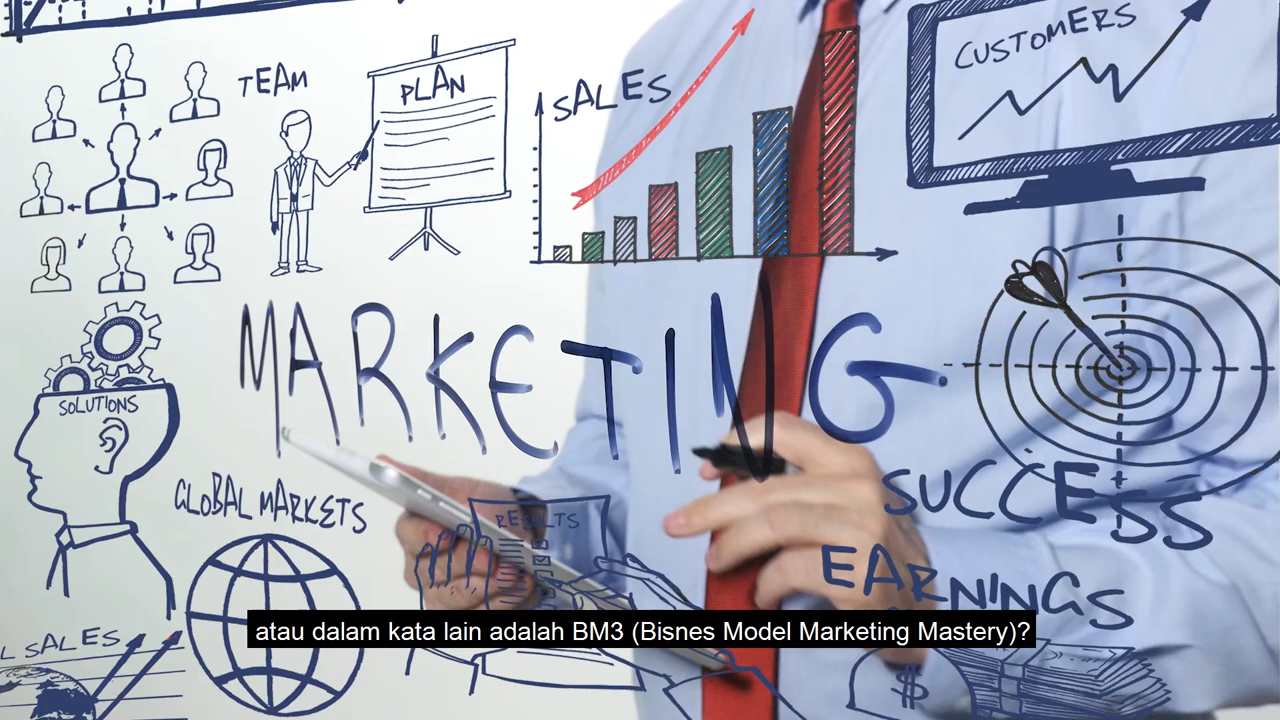 TEAM
PLAN
SALES
CUSTOMERS
SOLUTIONS
MARKETING
GLOBAL MARKETS
RESULTS
SUCCESS
EARNINGS
SALES
$
atau dalam kata lain adalah BM3 (Bisnes Model Marketing Mastery)?